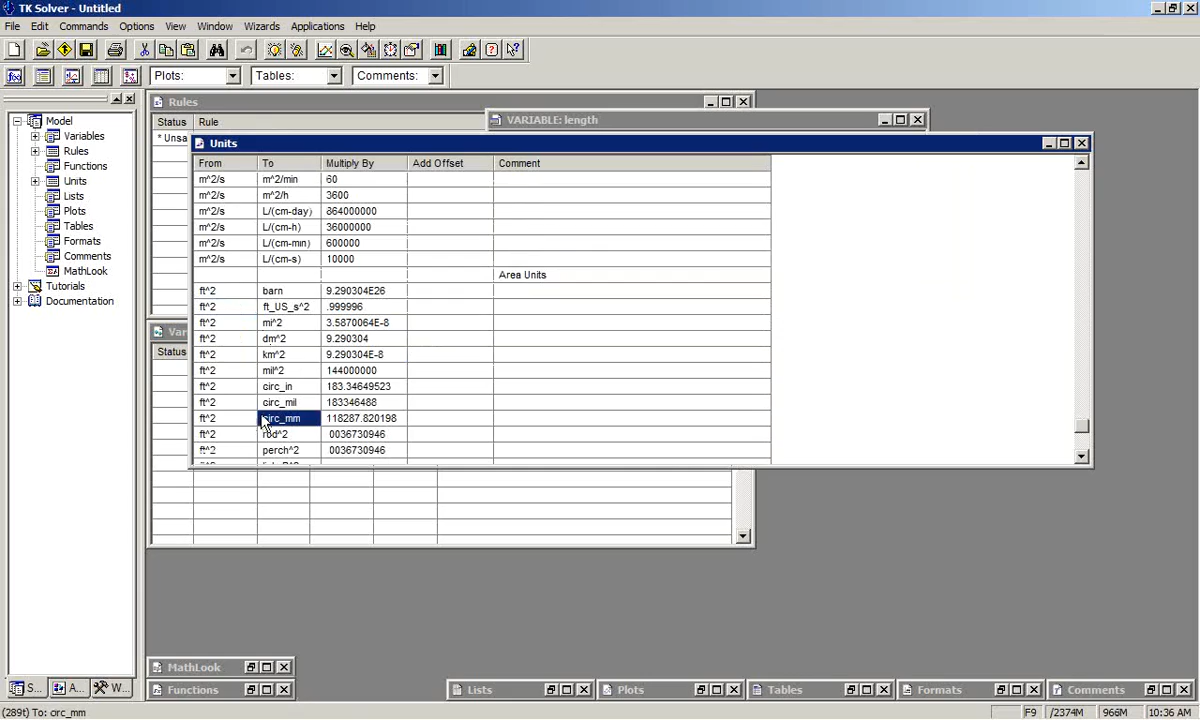 TK Solver - Untitled
File Edit Commands Options View Window Wizards Applications Help
Plots: Tables: Comments:
Model
Variables
Rules
Functions
Units
Lists
Plots
Tables
Formats
Comments
MathLook
Tutorials
Documentation
S... A... W...
Rules
Status Rule
* Unsa
VARIABLE: length
Units
From To Multiply By Add Offset Comment
m^2/s m^2/min 60
m^2/s m^2/h 3600
m^2/s L/(cm-day) 864000000
m^2/s L/(cm-h) 36000000
m^2/s L/(cm-min) 600000
m^2/s L/(cm-s) 10000
Area Units
ft^2 barn 9.290304E26
ft^2 ft_US_s^2 .999996
ft^2 mi^2 3.5870064E-8
ft^2 dm^2 9.290304
ft^2 km^2 9.290304E-8
ft^2 mil^2 144000000
ft^2 circ_in 183.34649523
ft^2 circ_mil 183346488
ft^2 circ_mm 118287.820198
ft^2 rod^2 .0036730946
ft^2 perch^2 .0036730946
Var
Status
MathLook
Functions Lists Plots Tables Formats Comments
(289t) To: circ_mm F9 /2374M 966M 10:36 AM